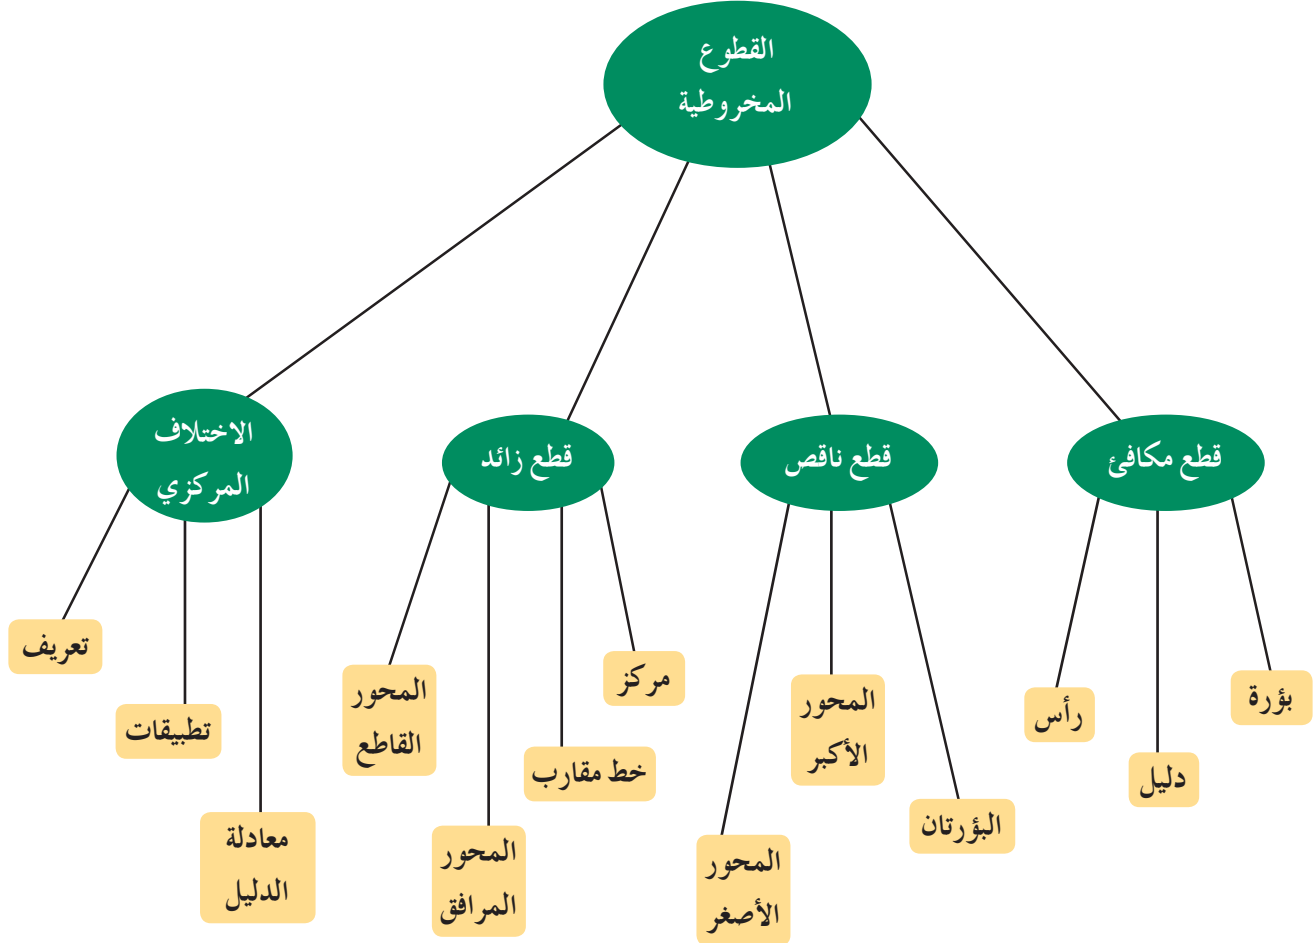 القطوع
المخروطية
قطع مكافئ
قطع ناقص
قطع زائد
الاختلاف
المركزي
بؤرة
دليل
رأس
البؤرتان
المحور
الأكبر
المحور
الأصغر
مركز
خط مقارب
المحور
المرافق
المحور
القاطع
معادلة
الدليل
تطبيقات
تعريف